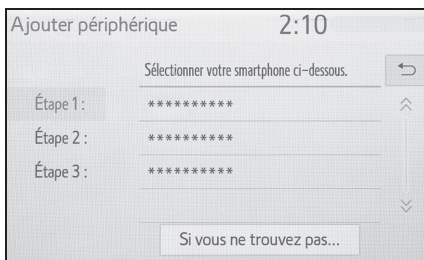 Ajouter périphérique 2:10
Sélectionner votre smartphone ci-dessous.
Étape 1 : **********
Étape 2 : **********
Étape 3 : **********
Si vous ne trouvez pas...